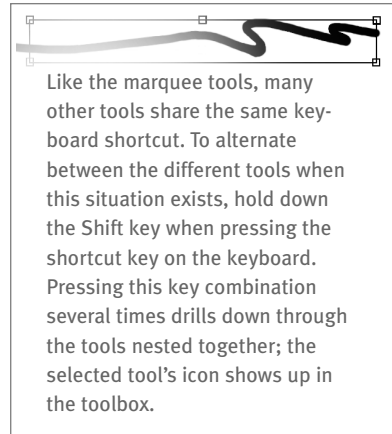 Like the marquee tools, many
other tools share the same key-
board shortcut. To alternate
between the different tools when
this situation exists, hold down
the Shift key when pressing the
shortcut key on the keyboard.
Pressing this key combination
several times drills down through
the tools nested together; the
selected tool’s icon shows up in
the toolbox.